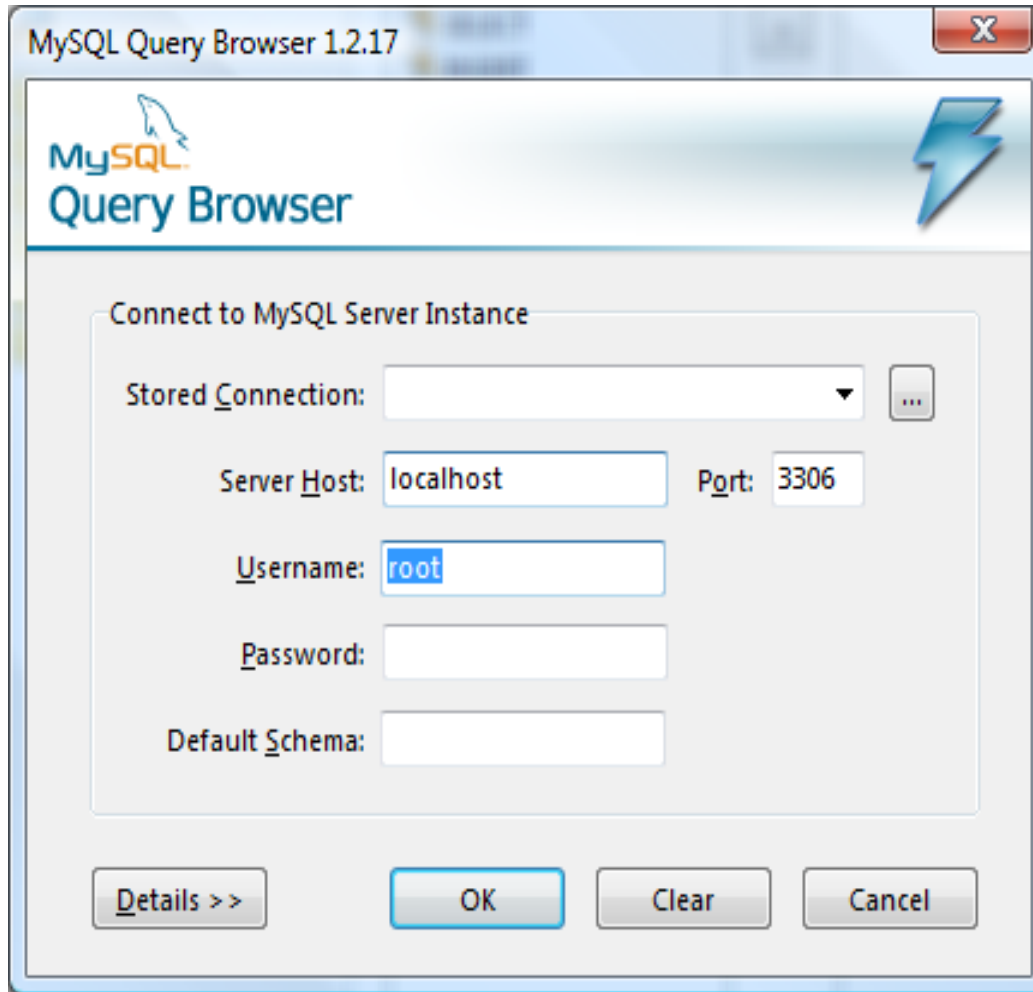 MySQL Query Browser 1.2.17
X
MySQL
Query Browser
Connect to MySQL Server Instance
Stored Connection: ...
Server Host: localhost Port: 3306
Username: root
Password:
Default Schema:
Details >> OK Clear Cancel